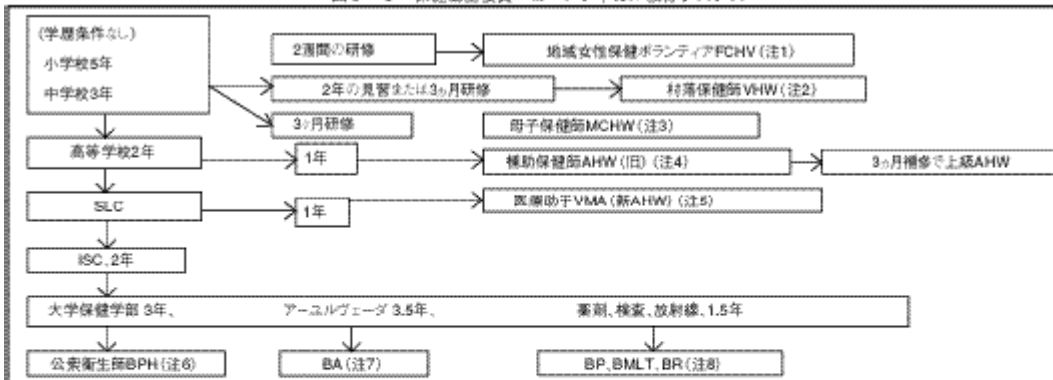 (学歴条件なし)
小学校5年
中学校3年
2週間の研修
地域女性保健ボランティアFCHV(注1)
2年の見習または3ヵ月研修
村落保健師VHW(注2)
3ヶ月研修
母子保健師MCHW(注3)
高等学校2年
1年
補助保健師AHW(旧)(注4)
3ヵ月補修で上級AHW
SLC
1年
医療助手VMA(新AHW)(注5)
ISC、2年
大学保健学部 3年、
アーユルヴェーダ 3.5年、
薬剤、検査、放射線、1.5年
公衆衛生師BPH(注6)
BA(注7)
BP、BMLT、BR(注8)